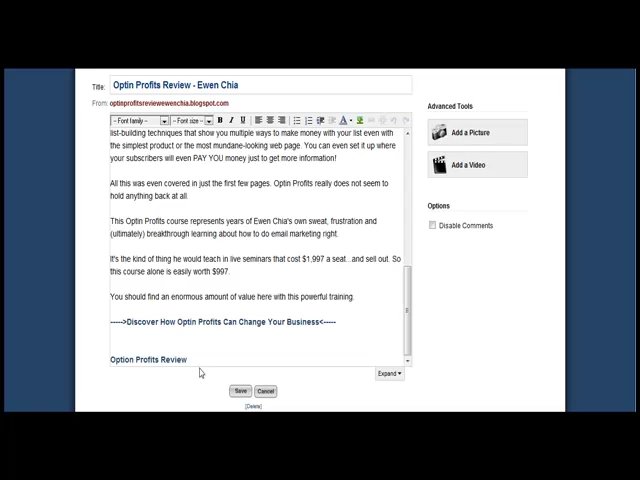 Title: Optin Profits Review - Ewen Chia
From: optinprofitsreviewewenchia.blogspot.com
-- Font family -- -- Font size -- B I U
list-building techniques that show you multiple ways to make money with your list even with
the simplest product or the most mundane-looking web page. You can even set it up where
your subscribers will even PAY YOU money just to get more information!
All this was even covered in just the first few pages. Optin Profits really does not seem to
hold anything back at all.
This Optin Profits course represents years of Ewen Chia's own sweat, frustration and
(ultimately) breakthrough learning about how to do email marketing right.
It's the kind of thing he would teach in live seminars that cost $1,997 a seat...and sell out. So
this course alone is easily worth $997.
You should find an enormous amount of value here with this powerful training.
----->Discover How Optin Profits Can Change Your Business<-----
Option Profits Review
Expand
Save Cancel
[Delete]
Advanced Tools
Add a Picture
Add a Video
Options
Disable Comments